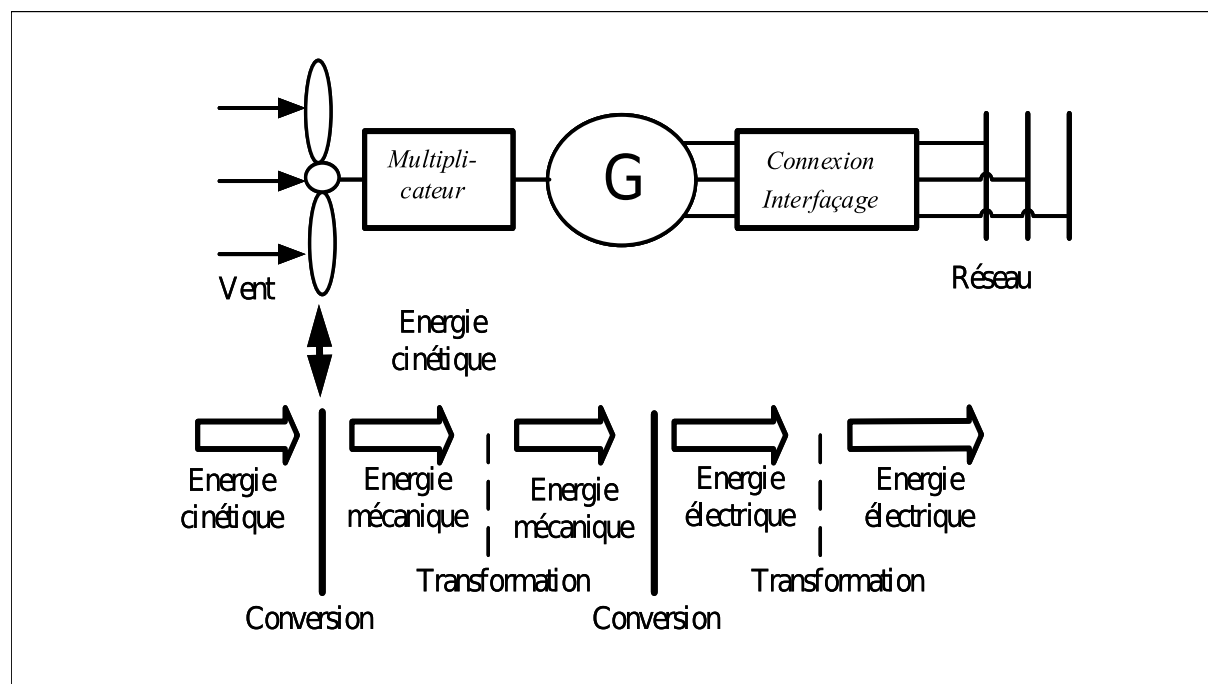 Multipli-
cateur
G
Connexion
Interfaçage
Vent
Réseau
Energie
cinétique
Energie
cinétique
Energie
mécanique
Energie
mécanique
Energie
électrique
Energie
électrique
Transformation
Transformation
Conversion
Conversion